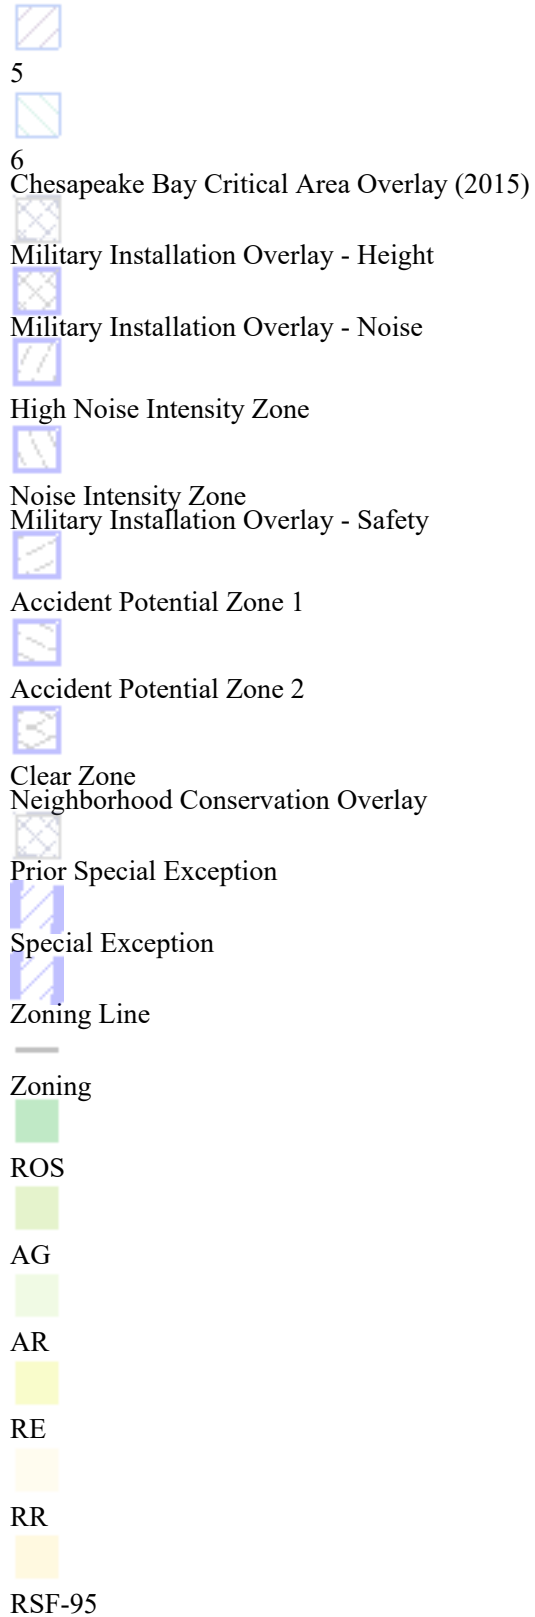 5
6
Chesapeake Bay Critical Area Overlay (2015)
Military Installation Overlay - Height
Military Installation Overlay - Noise
High Noise Intensity Zone
Noise Intensity Zone
Military Installation Overlay - Safety
Accident Potential Zone 1
Accident Potential Zone 2
Clear Zone
Neighborhood Conservation Overlay
Prior Special Exception
Special Exception
Zoning Line
Zoning
ROS
AG
AR
RE
RR
RSF-95